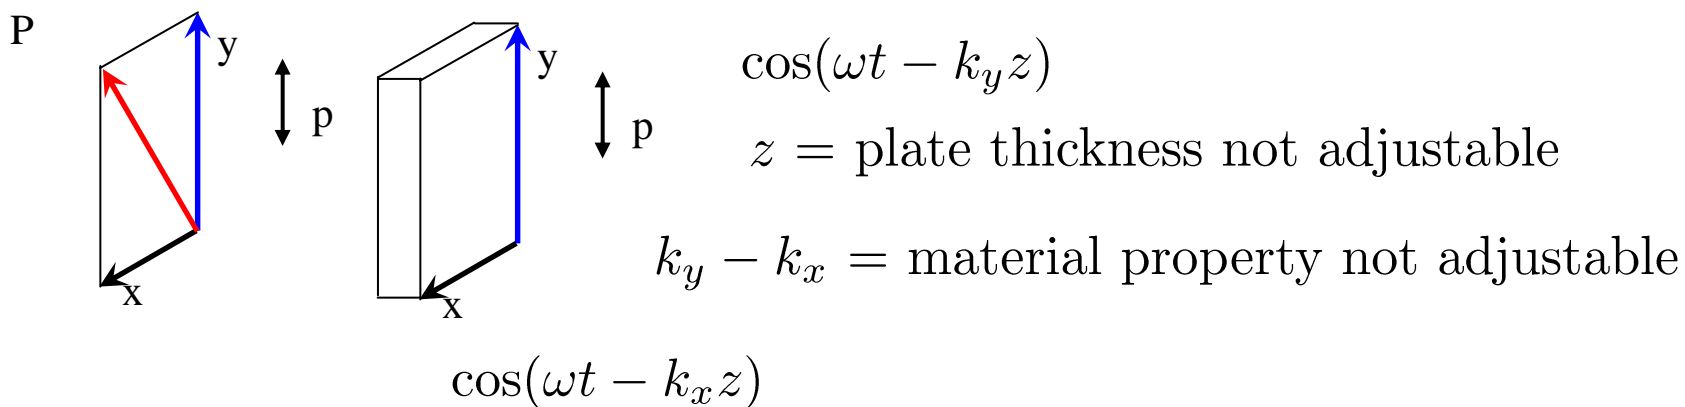 P
y
p
x
y
p
x
cos(ωt − k_y z)
z = plate thickness not adjustable
k_y − k_x = material property not adjustable
cos(ωt − k_x z)